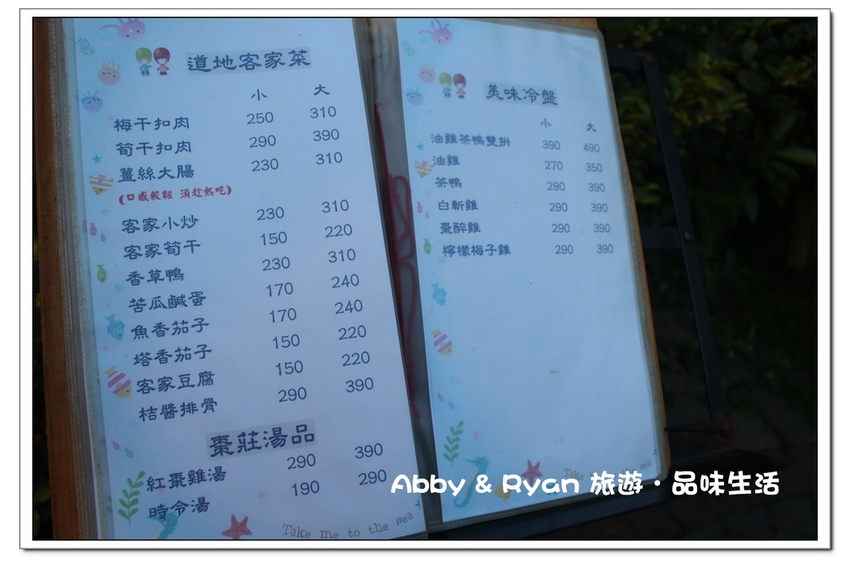 道地客家菜
小 大
梅干扣肉 250 310
筍干扣肉 290 390
薑絲大腸 230 310
(口感較韌 須趁熱吃)
客家小炒 230 310
客家筍干 150 220
香草鴨 230 310
苦瓜鹹蛋 170 240
魚香茄子 170 240
塔香茄子 150 220
客家豆腐 150 220
桔醬排骨 290 390
棗莊湯品
紅棗雞湯 290 390
時令湯 190 290
Take me to the sea
美味冷盤
小 大
油雞茶鴨雙拼 390 490
油雞 270 350
茶鴨 290 390
白斬雞 290 390
棗醉雞 290 390
檸檬梅子雞 290 390
Abby & Ryan 旅遊・品味生活